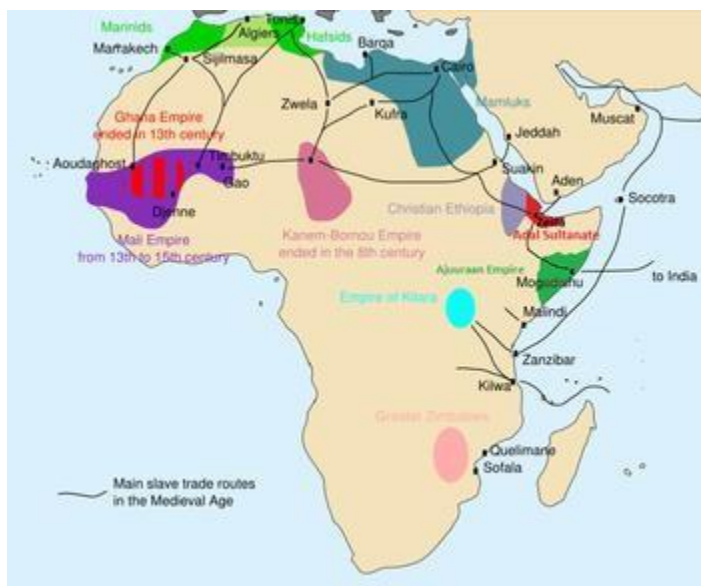 Marinids
Tunis
Algiers
Hafsids
Marrakech
Sijilmasa
Barqa
Cairo
Zwela
Kufra
Mamluks
Muscat
Ghana Empire
ended in 13th century
Jeddah
Aoudaghost
Timbuktu
Gao
Suakin
Aden
Djenne
Christian Ethiopia
Socotra
Zeila
Adal Sultanate
Mali Empire
from 13th to 15th century
Kanem-Bornou Empire
ended in the 8th century
Ajuuraan Empire
Mogadishu
to India
Empire of Kitara
Malindi
Zanzibar
Kilwa
Greater Zimbabwe
Quelimane
Sofala
Main slave trade routes
in the Medieval Age